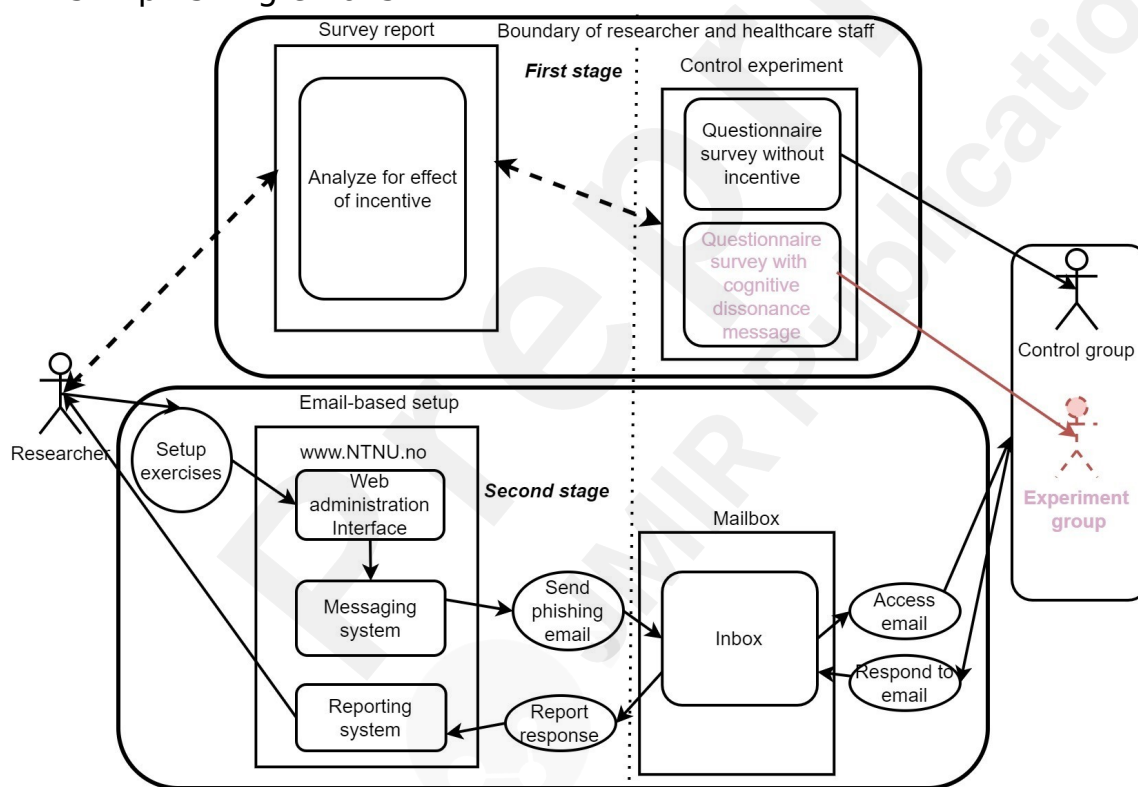 Survey report
Boundary of researcher and healthcare staff
First stage
Control experiment
Analyze for effect
of incentive
Questionnaire
survey without
incentive
Questionnaire
survey with
cognitive
dissonance
message
Control group
Experiment
group
Researcher
Email-based setup
Setup
exercises
www.NTNU.no
Web
administration
Interface
Second stage
Messaging
system
Send
phishing
email
Mailbox
Inbox
Access
email
Respond to
email
Reporting
system
Report
response
Preprint
JMIR Publications